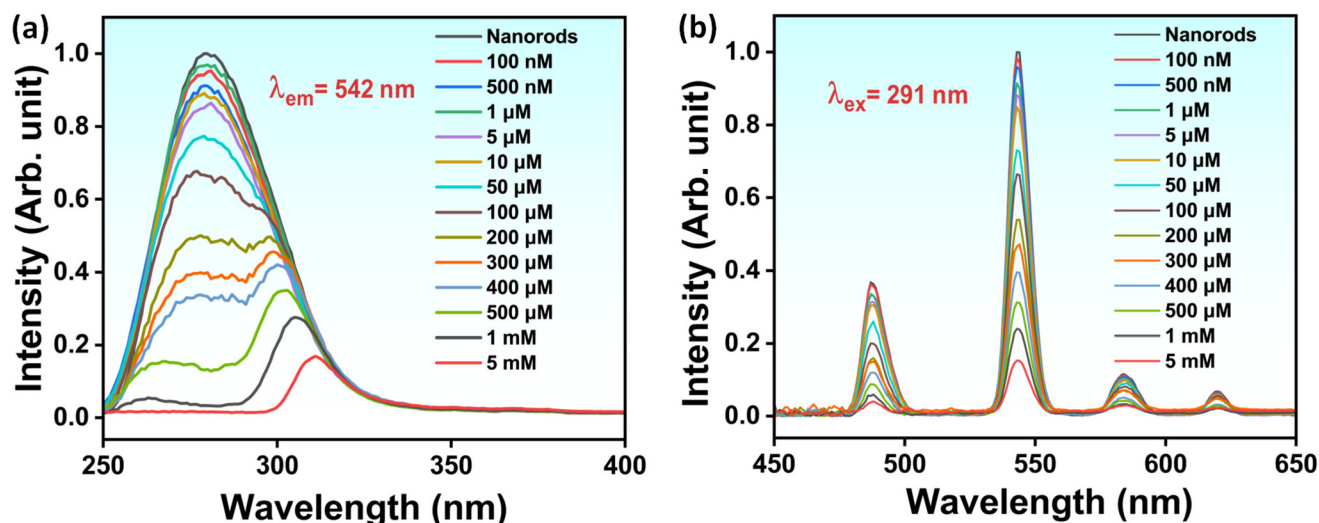 (a)
Intensity (Arb. unit)
1.0
0.8
0.6
0.4
0.2
0.0
λem= 542 nm
Nanorods
100 nM
500 nM
1 µM
5 µM
10 µM
50 µM
100 µM
200 µM
300 µM
400 µM
500 µM
1 mM
5 mM
250 300 350 400
Wavelength (nm)
(b)
Intensity (Arb. unit)
1.0
0.8
0.6
0.4
0.2
0.0
λex= 291 nm
Nanorods
100 nM
500 nM
1 µM
5 µM
10 µM
50 µM
100 µM
200 µM
300 µM
400 µM
500 µM
1 mM
5 mM
450 500 550 600 650
Wavelength (nm)